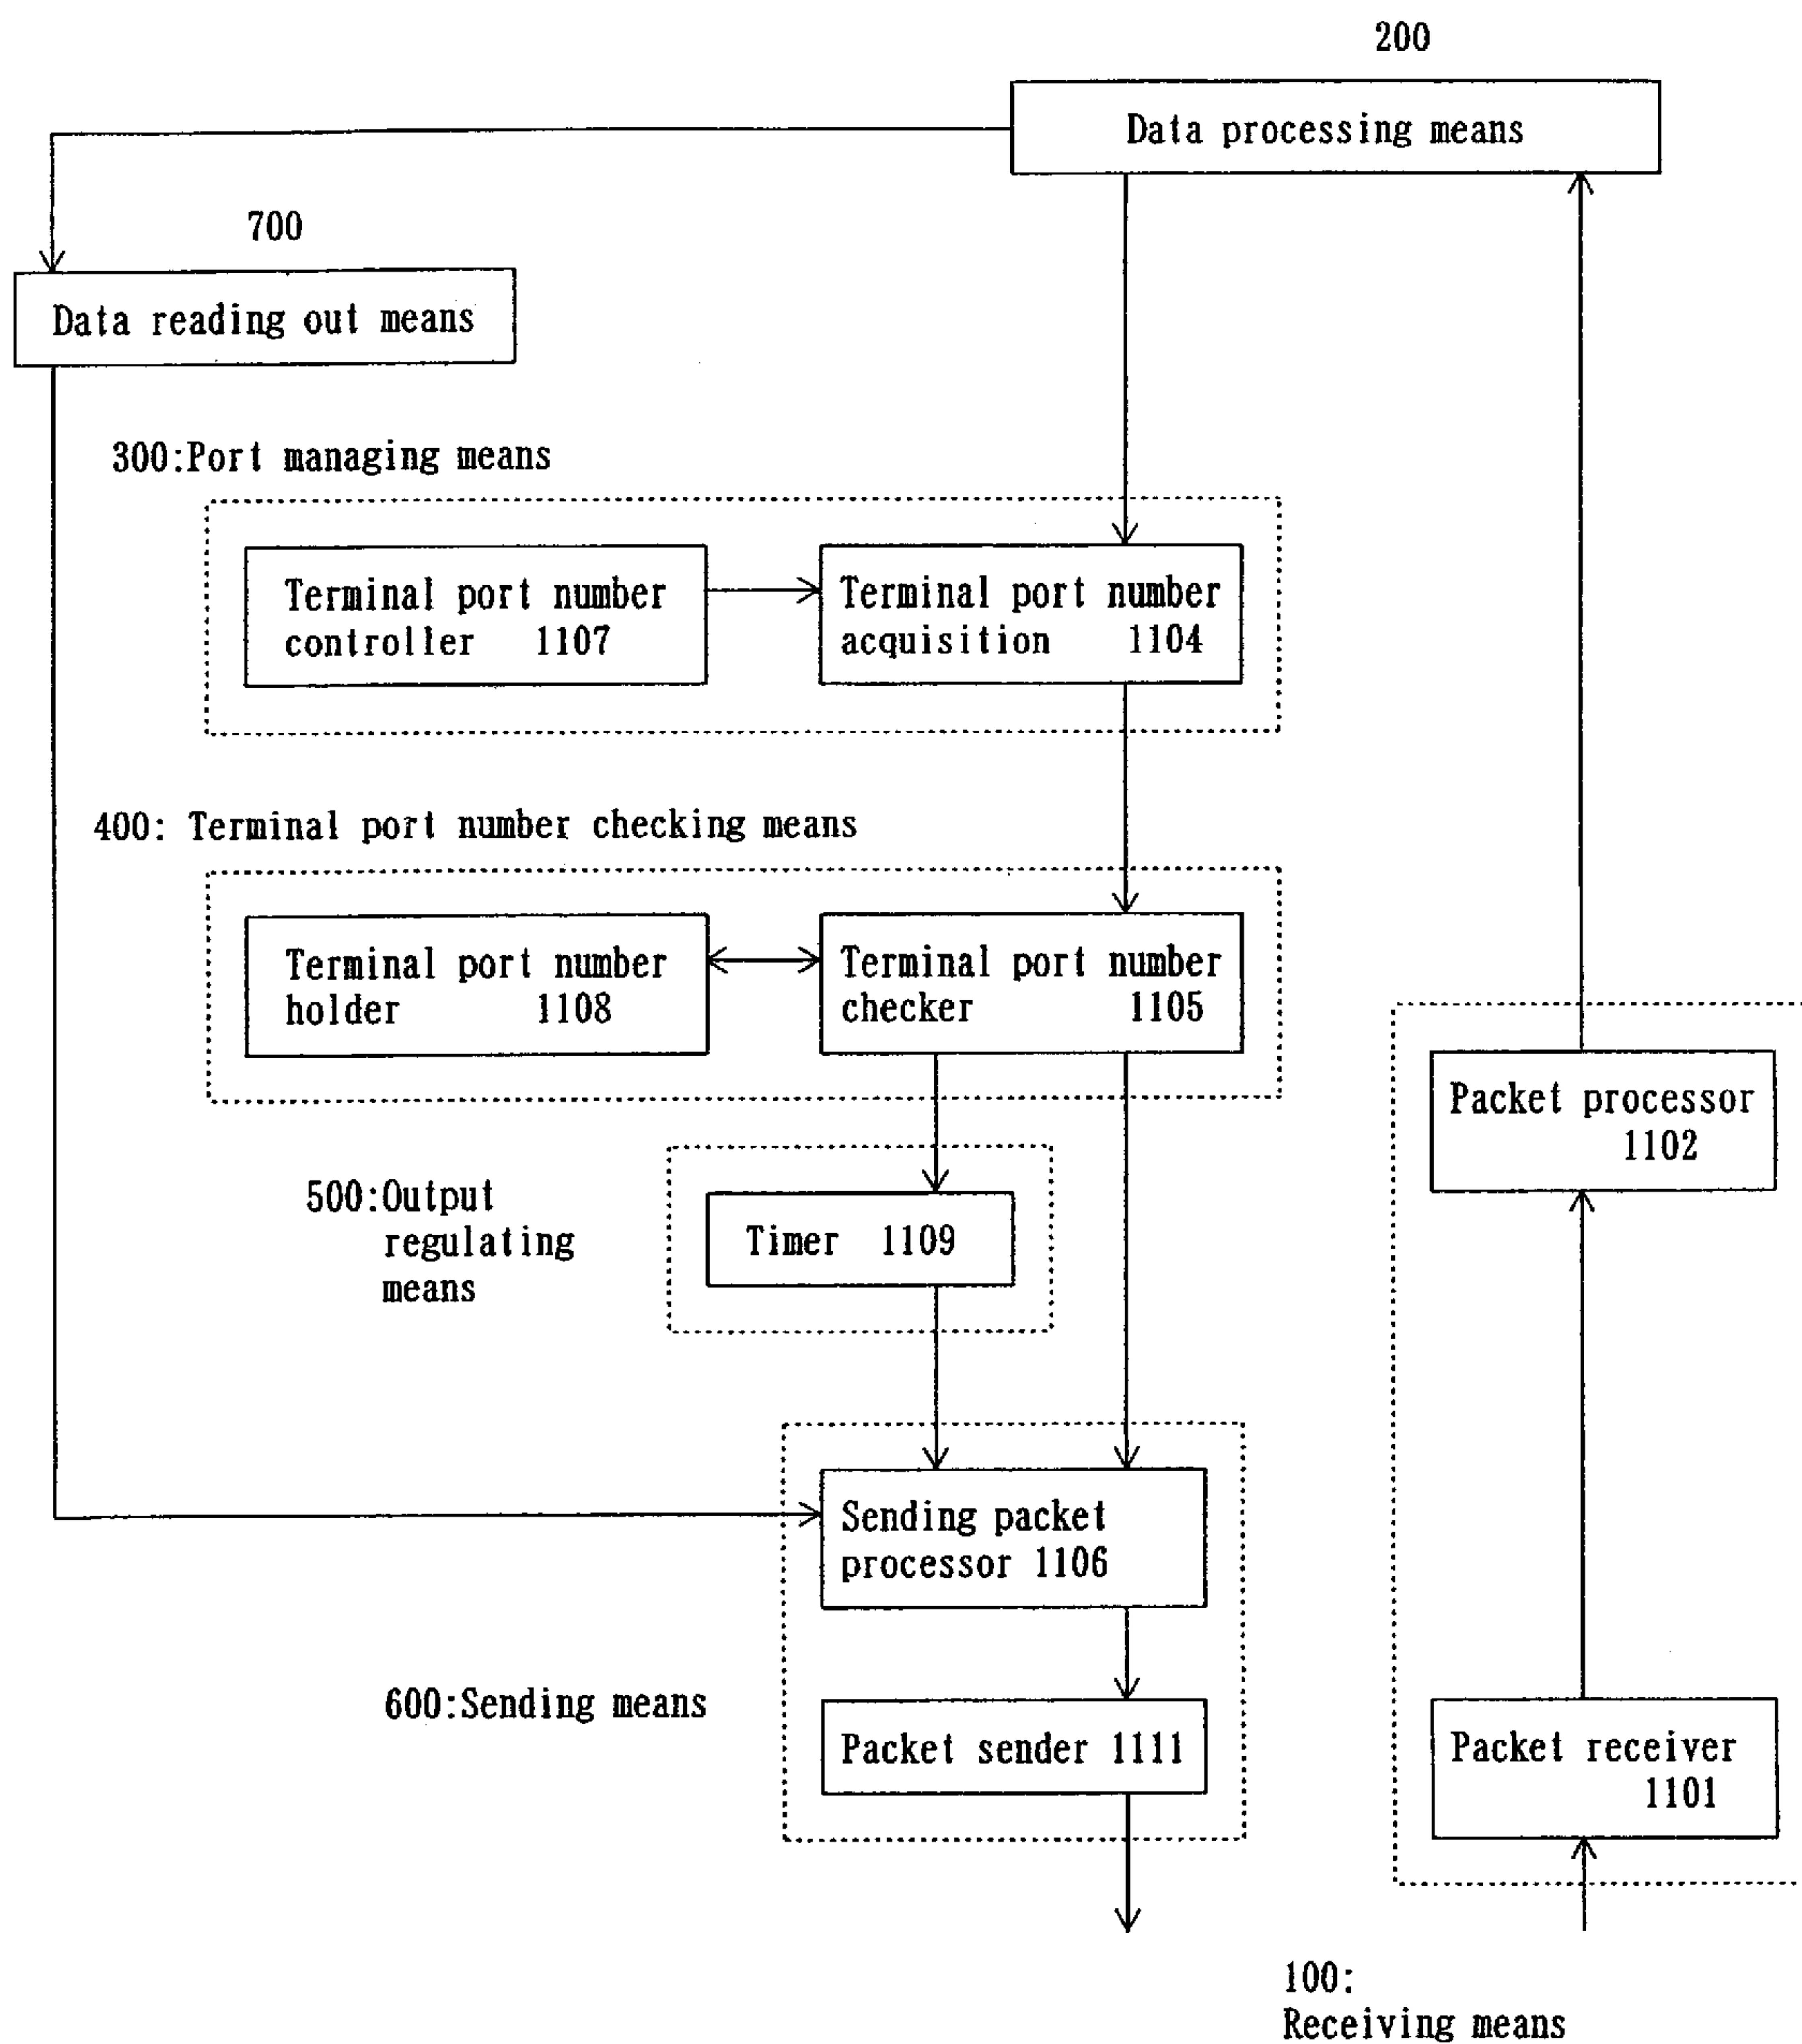 200
Data processing means
700
Data reading out means
300:Port managing means
Terminal port number
controller 1107
Terminal port number
acquisition 1104
400: Terminal port number checking means
Terminal port number
holder 1108
Terminal port number
checker 1105
Packet processor
1102
500:Output
regulating
means
Timer 1109
Sending packet
processor 1106
600:Sending means
Packet sender 1111
Packet receiver
1101
100:
Receiving means